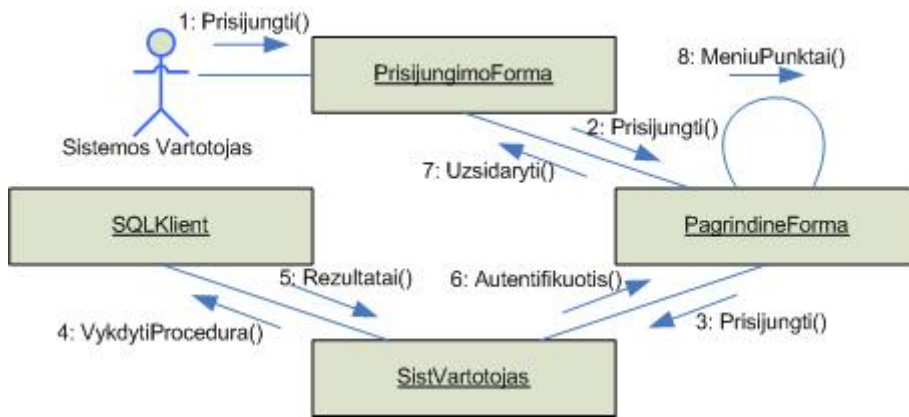 1: Prisijungti()
PrisijungimoForma
8: MeniuPunktai()
Sistemos Vartotojas
2: Prisijungti()
7: Uzsidaryti()
SQLKlient
PagrindineForma
5: Rezultatai()
6: Autentifikuotis()
4: VykdytiProcedura()
3: Prisijungti()
SistVartotojas